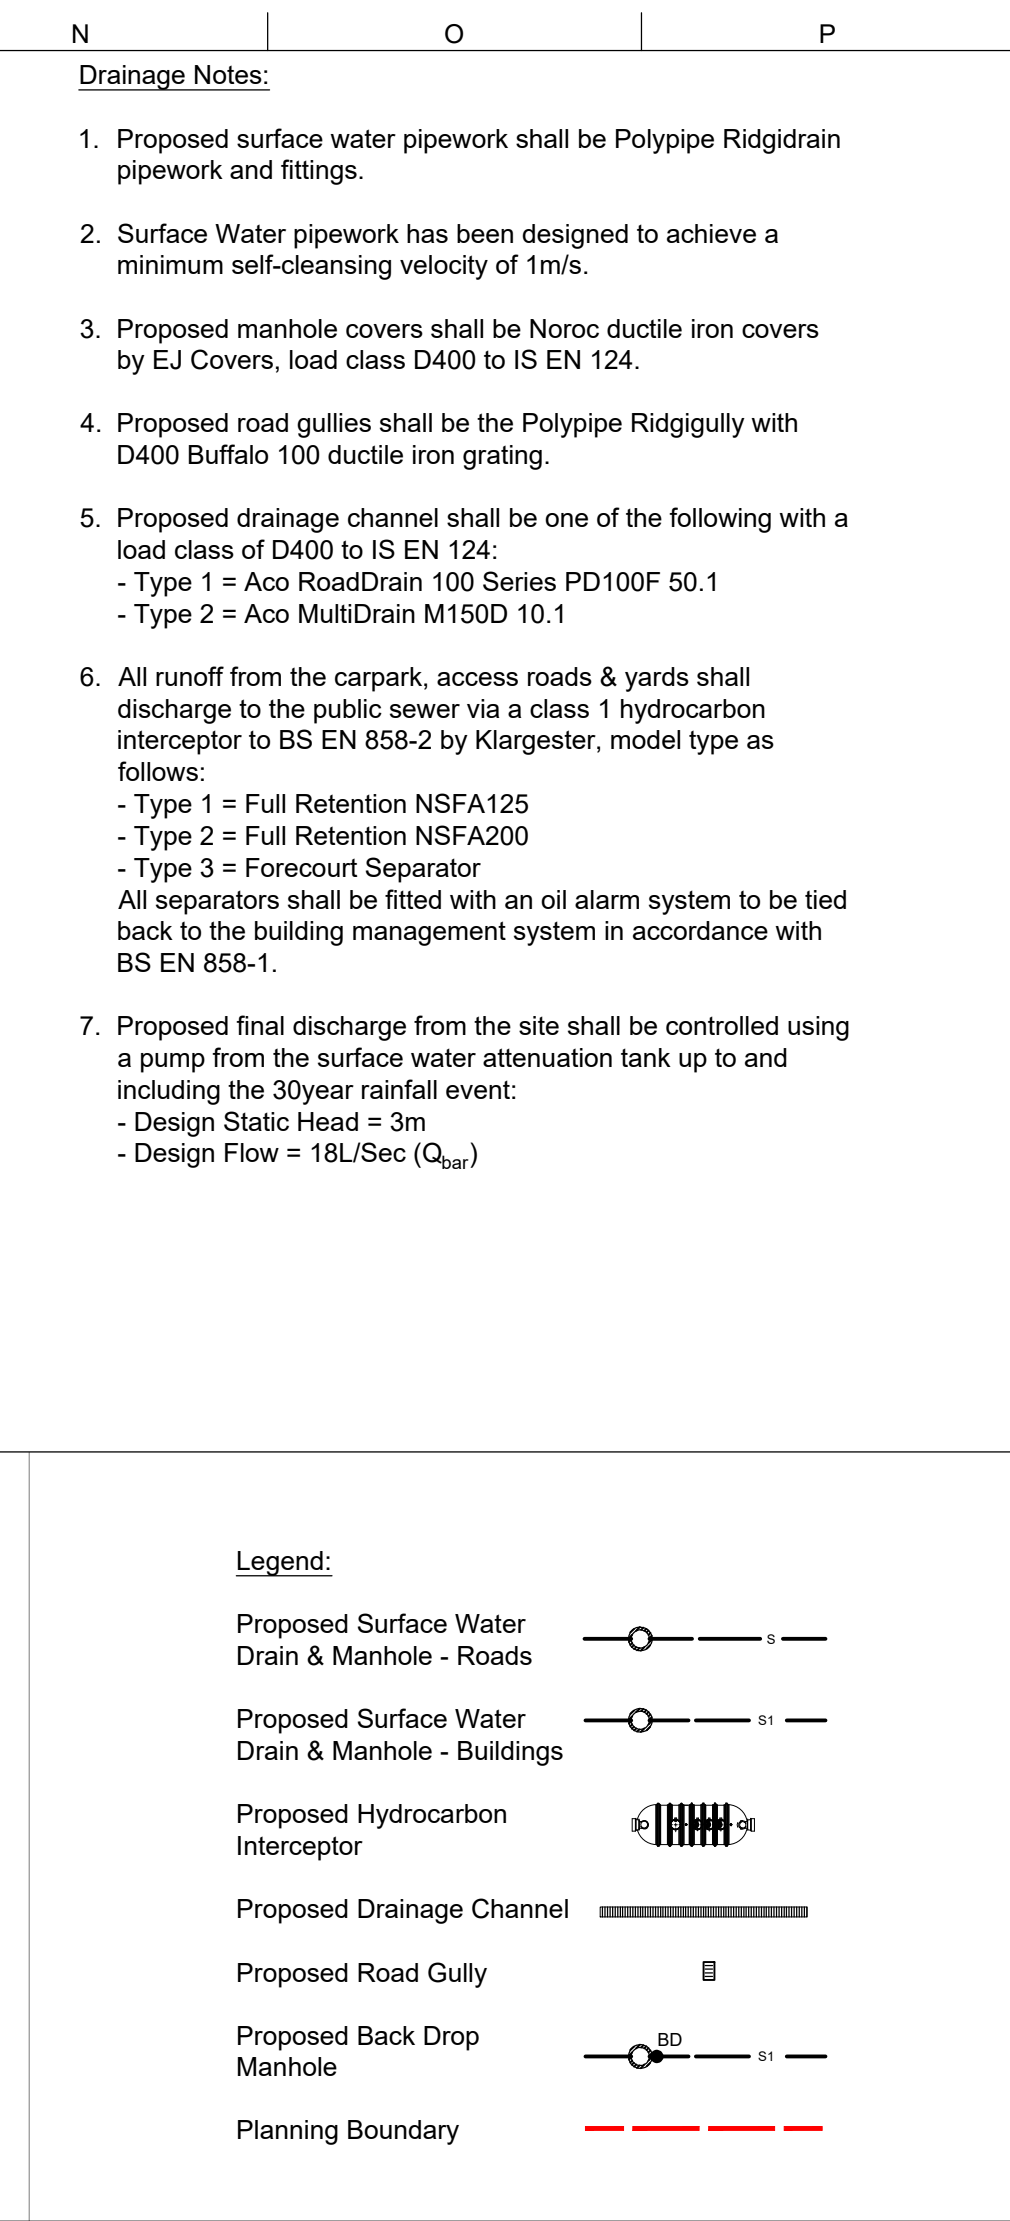 N O P
Drainage Notes:
1. Proposed surface water pipework shall be Polypipe Ridgidrain
pipework and fittings.
2. Surface Water pipework has been designed to achieve a
minimum self-cleansing velocity of 1m/s.
3. Proposed manhole covers shall be Noroc ductile iron covers
by EJ Covers, load class D400 to IS EN 124.
4. Proposed road gullies shall be the Polypipe Ridgigully with
D400 Buffalo 100 ductile iron grating.
5. Proposed drainage channel shall be one of the following with a
load class of D400 to IS EN 124:
- Type 1 = Aco RoadDrain 100 Series PD100F 50.1
- Type 2 = Aco MultiDrain M150D 10.1
6. All runoff from the carpark, access roads & yards shall
discharge to the public sewer via a class 1 hydrocarbon
interceptor to BS EN 858-2 by Klargester, model type as
follows:
- Type 1 = Full Retention NSFA125
- Type 2 = Full Retention NSFA200
- Type 3 = Forecourt Separator
All separators shall be fitted with an oil alarm system to be tied
back to the building management system in accordance with
BS EN 858-1.
7. Proposed final discharge from the site shall be controlled using
a pump from the surface water attenuation tank up to and
including the 30year rainfall event:
- Design Static Head = 3m
- Design Flow = 18L/Sec (Qbar)
Legend:
Proposed Surface Water
Drain & Manhole - Roads
S
Proposed Surface Water
Drain & Manhole - Buildings
S1
Proposed Hydrocarbon
Interceptor
Proposed Drainage Channel
Proposed Road Gully
Proposed Back Drop
Manhole
BD
S1
Planning Boundary